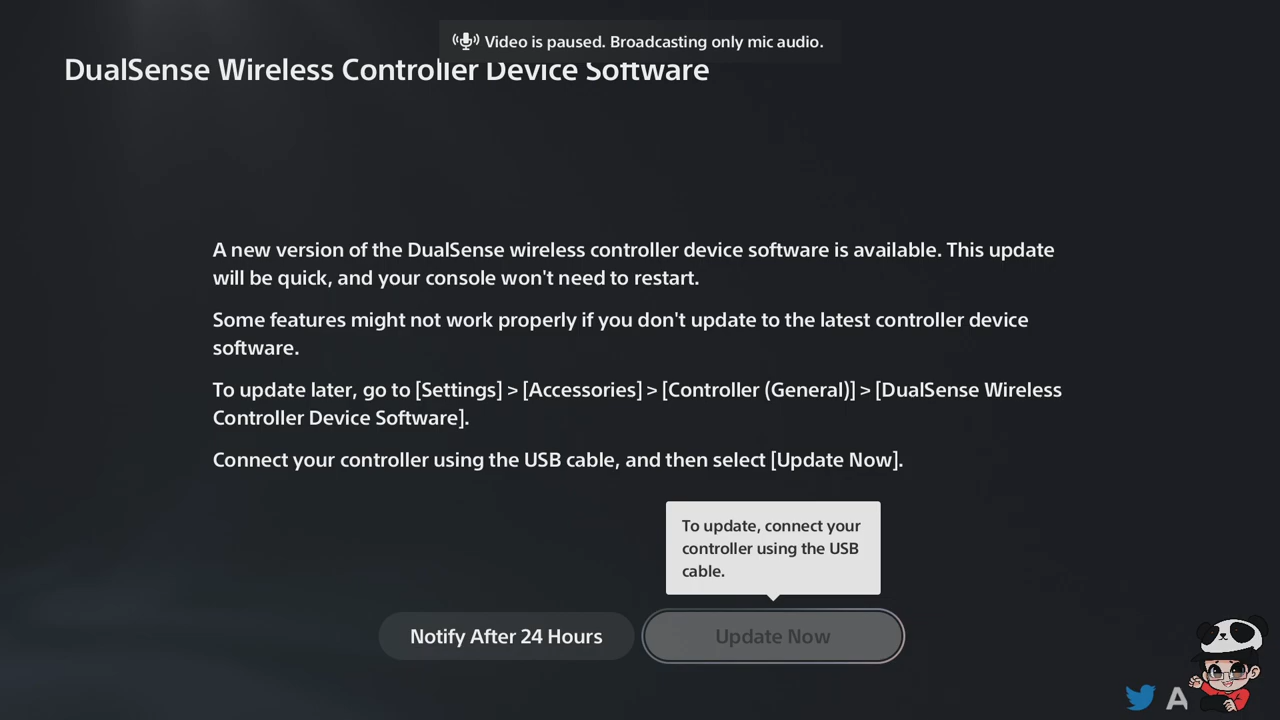 Video is paused. Broadcasting only mic audio.
DualSense Wireless Controller Device Software
A new version of the DualSense wireless controller device software is available. This update
will be quick, and your console won't need to restart.
Some features might not work properly if you don't update to the latest controller device
software.
To update later, go to [Settings] > [Accessories] > [Controller (General)] > [DualSense Wireless
Controller Device Software].
Connect your controller using the USB cable, and then select [Update Now].
To update, connect your
controller using the USB
cable.
Notify After 24 Hours
Update Now
A